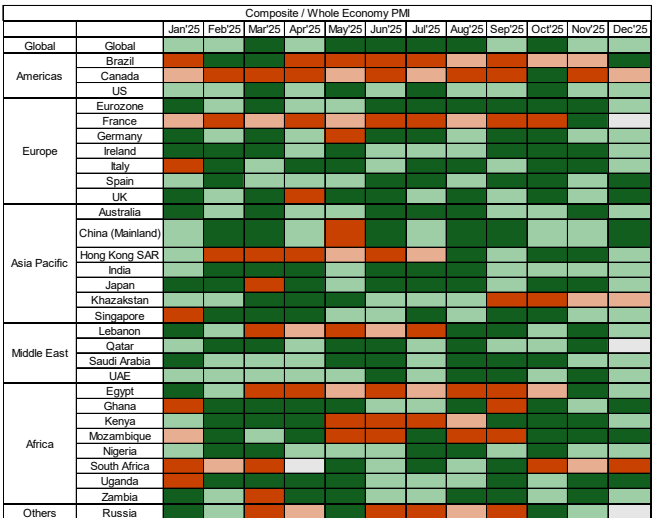 Composite / Whole Economy PMI
Jan'25 Feb'25 Mar'25 Apr'25 May'25 Jun'25 Jul'25 Aug'25 Sep'25 Oct'25 Nov'25 Dec'25
Global Global
Americas Brazil
Canada
US
Europe Eurozone
France
Germany
Ireland
Italy
Spain
UK
Asia Pacific Australia
China (Mainland)
Hong Kong SAR
India
Japan
Khazakstan
Singapore
Middle East Lebanon
Qatar
Saudi Arabia
UAE
Africa Egypt
Ghana
Kenya
Mozambique
Nigeria
South Africa
Uganda
Zambia
Others Russia